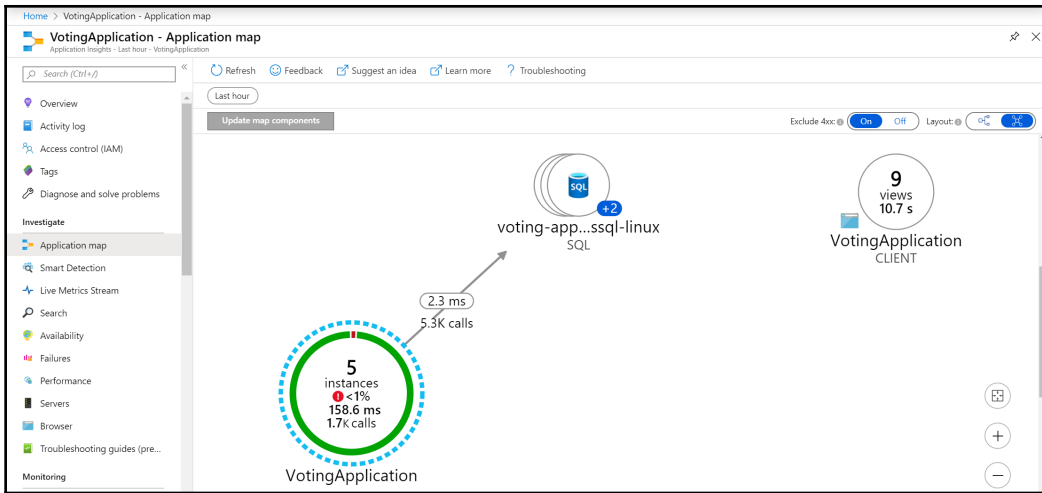 Home > VotingApplication - Application map
VotingApplication - Application map
Application Insights - Last hour - VotingApplication
Search (Ctrl+/)
«
Overview
Activity log
Access control (IAM)
Tags
Diagnose and solve problems
Investigate
Application map
Smart Detection
Live Metrics Stream
Search
Availability
Failures
Performance
Servers
Browser
Troubleshooting guides (pre...
Monitoring
Refresh Feedback Suggest an idea Learn more ? Troubleshooting
Last hour
Update map components
Exclude 4xx: On Off Layout:
SQL
+2
voting-app...ssql-linux
SQL
9
views
10.7 s
VotingApplication
CLIENT
2.3 ms
5.3K calls
5
instances
! <1%
158.6 ms
1.7K calls
VotingApplication